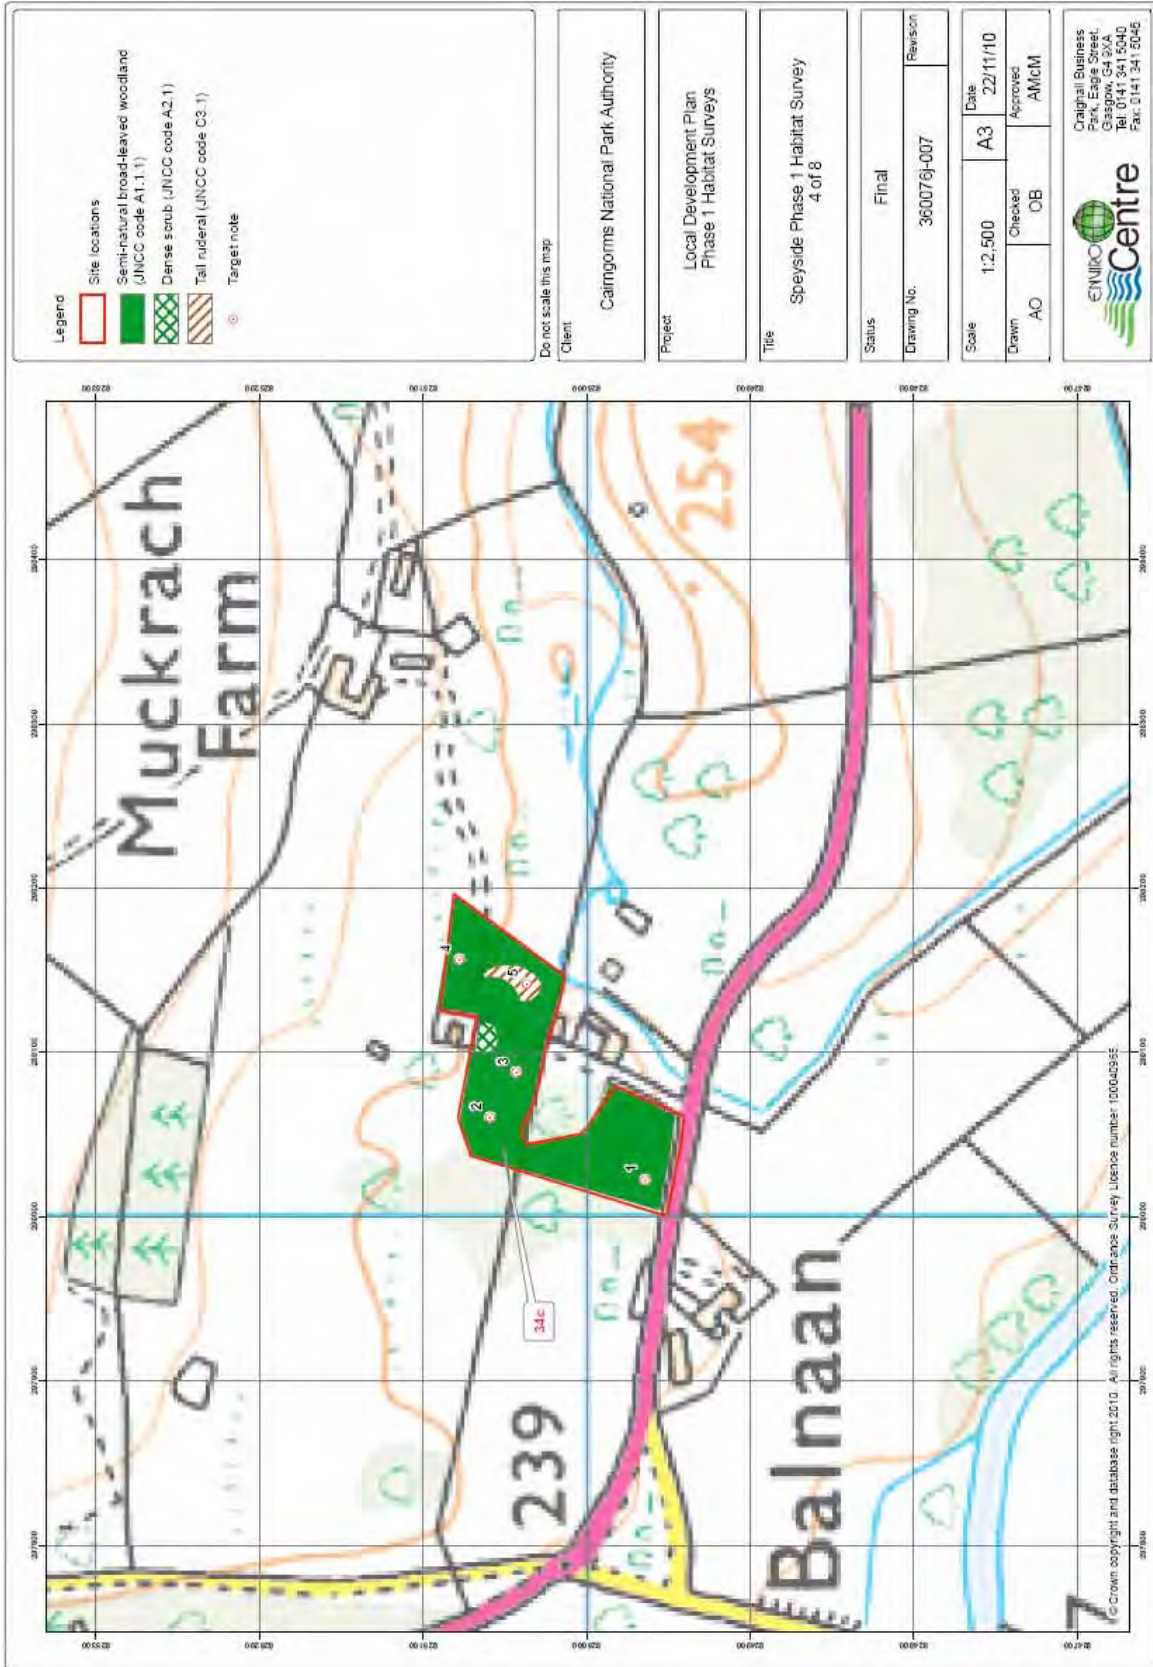 Legend
Site locations
Semi-natural broad-leaved woodland
(JNCC code A1.1.1)
Dense scrub (JNCC code A2.1)
Tall ruderal (JNCC code C3.1)
Target note
Do not scale this map
Client
Cairngorms National Park Authority
Project
Local Development Plan
Phase 1 Habitat Surveys
Title
Speyside Phase 1 Habitat Survey
4 of 8
Status
Final
Drawing No.
360076j-007
Revision
Scale
1:2,500
A3
Date
22/11/10
Drawn
AO
Checked
OB
Approved
AMcM
ENVIRO
Centre
Craighall Business
Park, Eagle Street,
Glasgow, G4 9XA
Tel: 0141 341 5040
Fax: 0141 341 5045
Muckrach
Farm
254
239
Balnaan
7
34c
1
2
3
4
5
© Crown copyright and database right 2010. All rights reserved. Ordnance Survey Licence number 100040965.